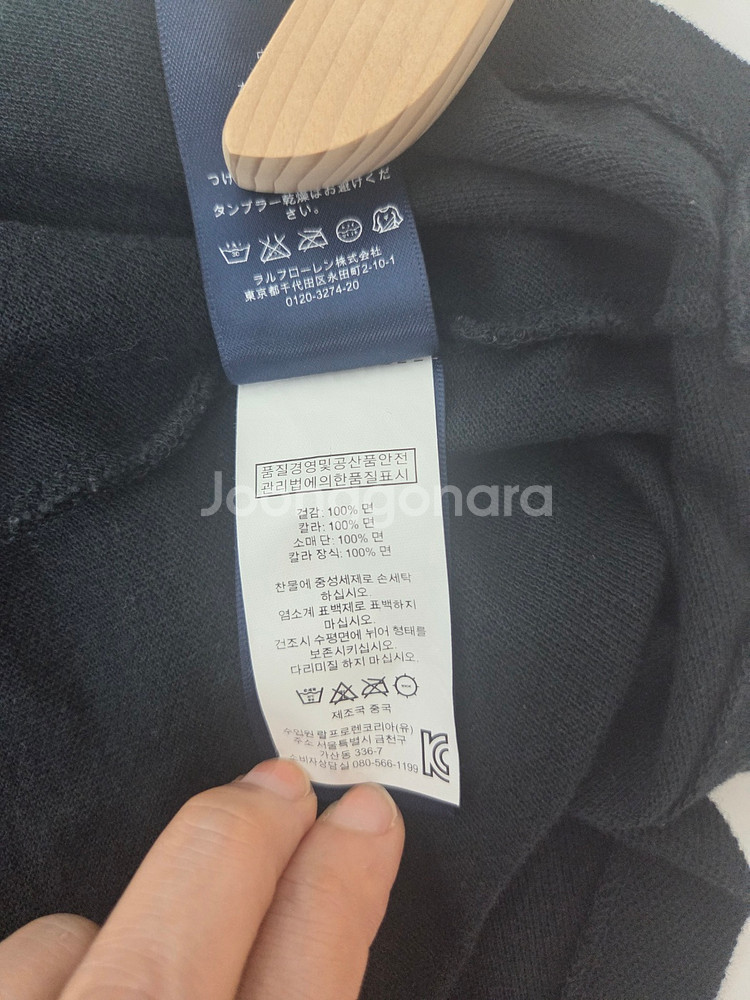 タンブラー乾燥はお避けくだ
さい。
ラルフローレン株式会社
東京都千代田区永田町2-10-1
0120-3274-20
품질경영및공산품안전
관리법에의한품질표시
Joonggonara
겉감: 100% 면
칼라: 100% 면
소매 단: 100% 면
칼라 장식: 100% 면
찬물에 중성세제로 손세탁
하십시오.
염소계 표백제로 표백하지
마십시오.
건조시 수평면에 뉘어 형태를
보존시키십시오.
다리미질 하지 마십시오.
제조국 중국
수입원 랄프로렌코리아(유)
주소 서울특별시 금천구
가산동 336-7
소비자상담실 080-566-1199